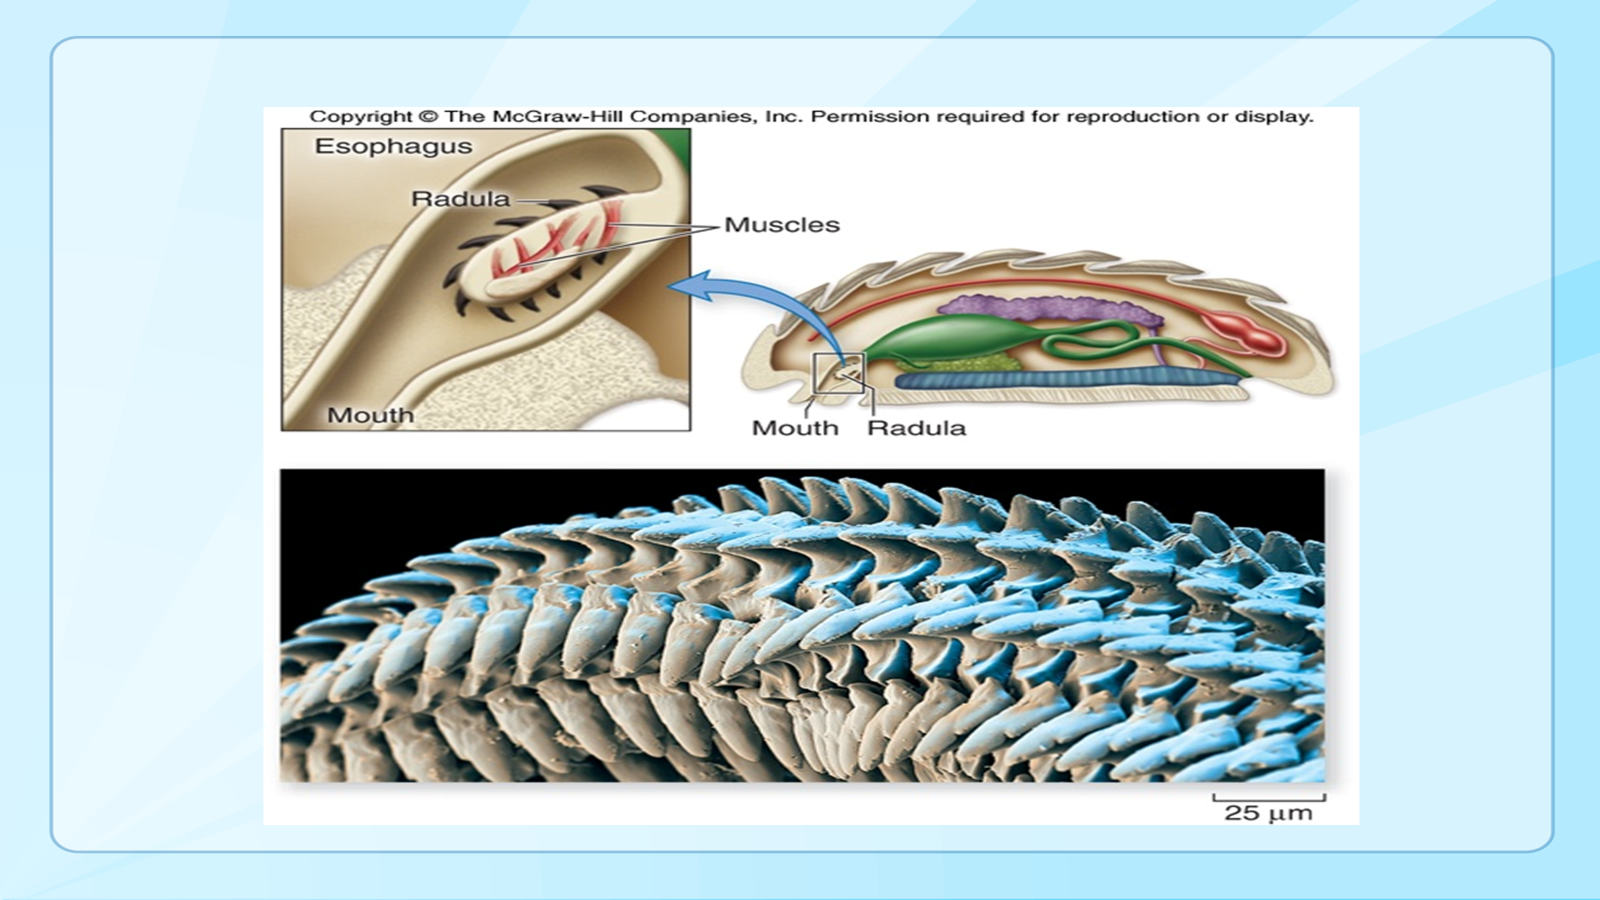 Copyright © The McGraw-Hill Companies, Inc. Permission required for reproduction or display.
Esophagus
Radula
Muscles
Mouth
Mouth Radula
25 μm